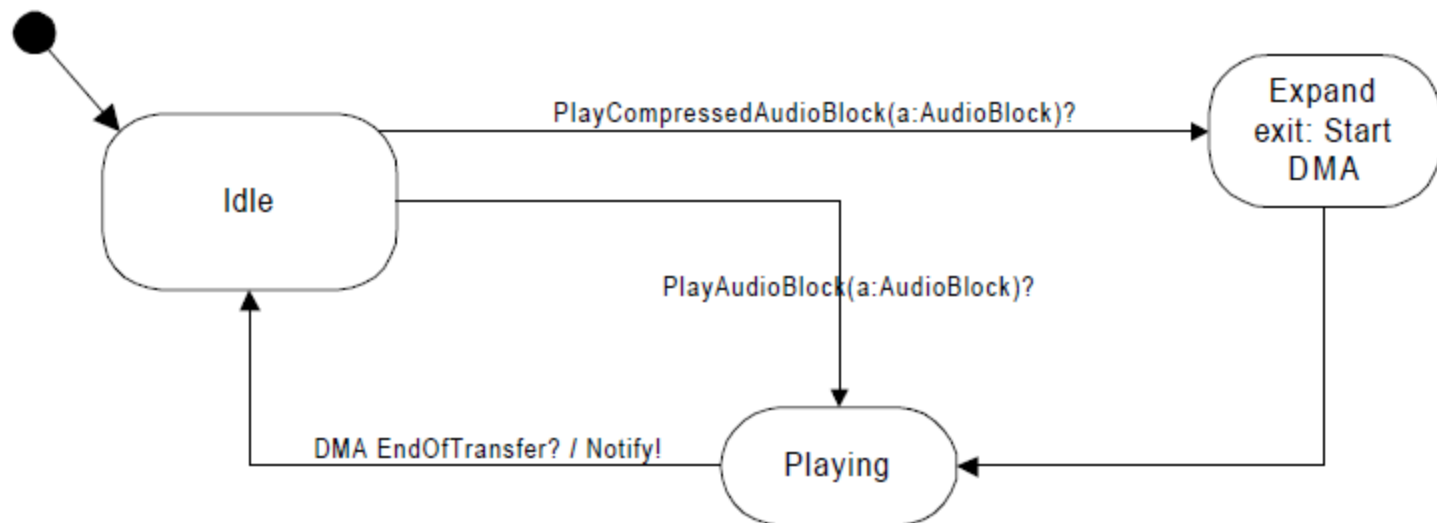 PlayCompressedAudioBlock(a:AudioBlock)?
Expand
exit: Start
DMA
Idle
PlayAudioBlock(a:AudioBlock)?
DMA EndOfTransfer? / Notify!
Playing